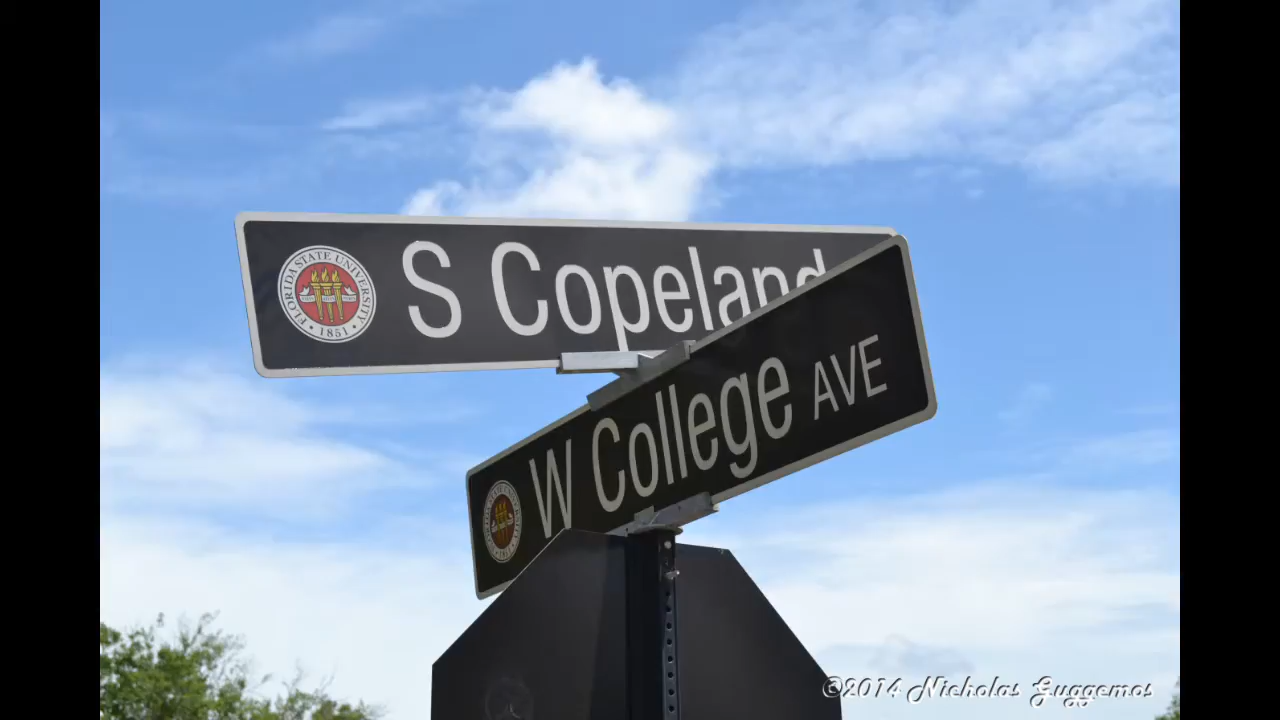 FLORIDA STATE UNIVERSITY
1851
S Copeland
W College AVE
©2014 Nicholas Guggemos